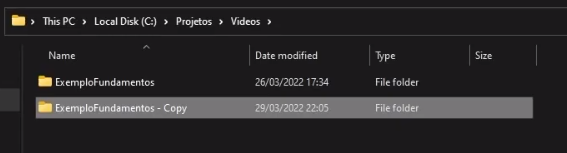 This PC > Local Disk (C:) > Projetos > Videos >
Name Date modified Type Size
ExemploFundamentos 26/03/2022 17:34 File folder
ExemploFundamentos - Copy 29/03/2022 22:05 File folder